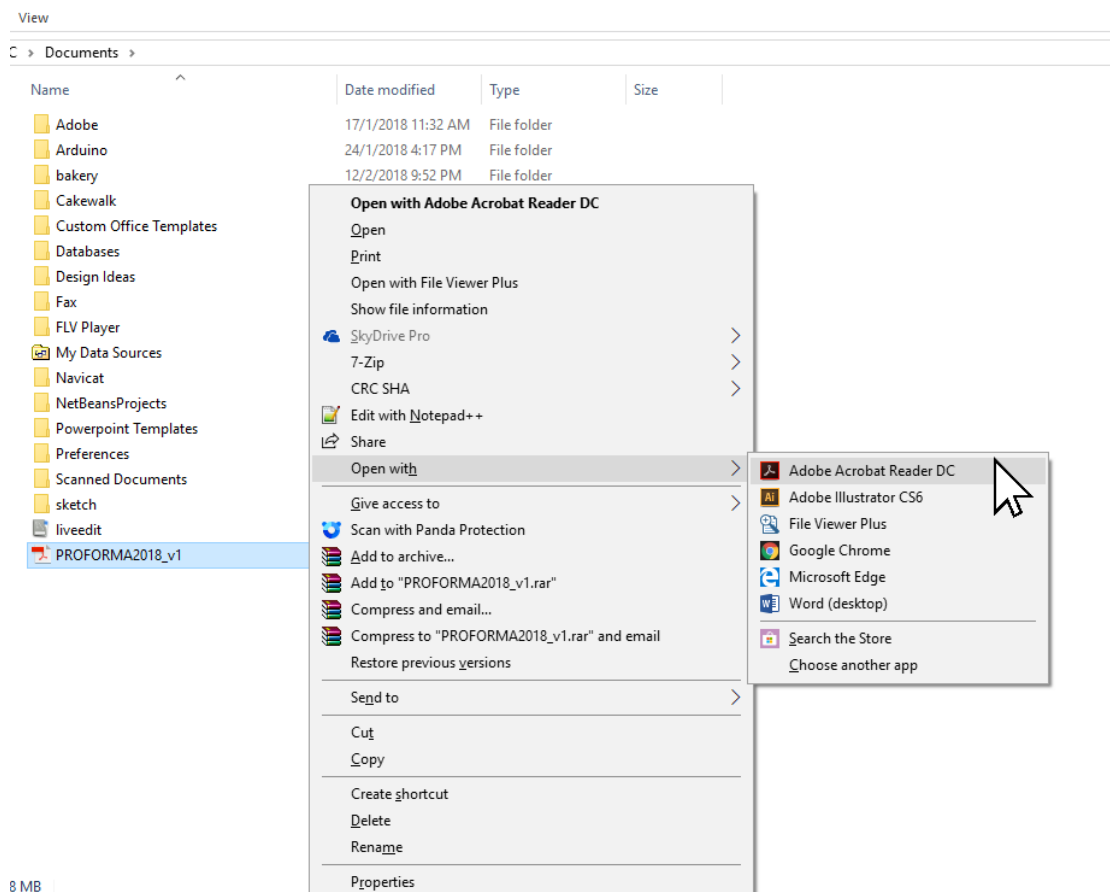 View
C > Documents >
Name Date modified Type Size
Adobe 17/1/2018 11:32 AM File folder
Arduino 24/1/2018 4:17 PM File folder
bakery 12/2/2018 9:52 PM File folder
Cakewalk
Custom Office Templates
Databases
Design Ideas
Fax
FLV Player
My Data Sources
Navicat
NetBeansProjects
Powerpoint Templates
Preferences
Scanned Documents
sketch
liveedit
PROFORMA2018_v1
8 MB
Open with Adobe Acrobat Reader DC
Open
Print
Open with File Viewer Plus
Show file information
SkyDrive Pro
7-Zip
CRC SHA
Edit with Notepad++
Share
Open with
Give access to
Scan with Panda Protection
Add to archive...
Add to "PROFORMA2018_v1.rar"
Compress and email...
Compress to "PROFORMA2018_v1.rar" and email
Restore previous versions
Send to
Cut
Copy
Create shortcut
Delete
Rename
Properties
Adobe Acrobat Reader DC
Ai Adobe Illustrator CS6
File Viewer Plus
Google Chrome
Microsoft Edge
Word (desktop)
Search the Store
Choose another app